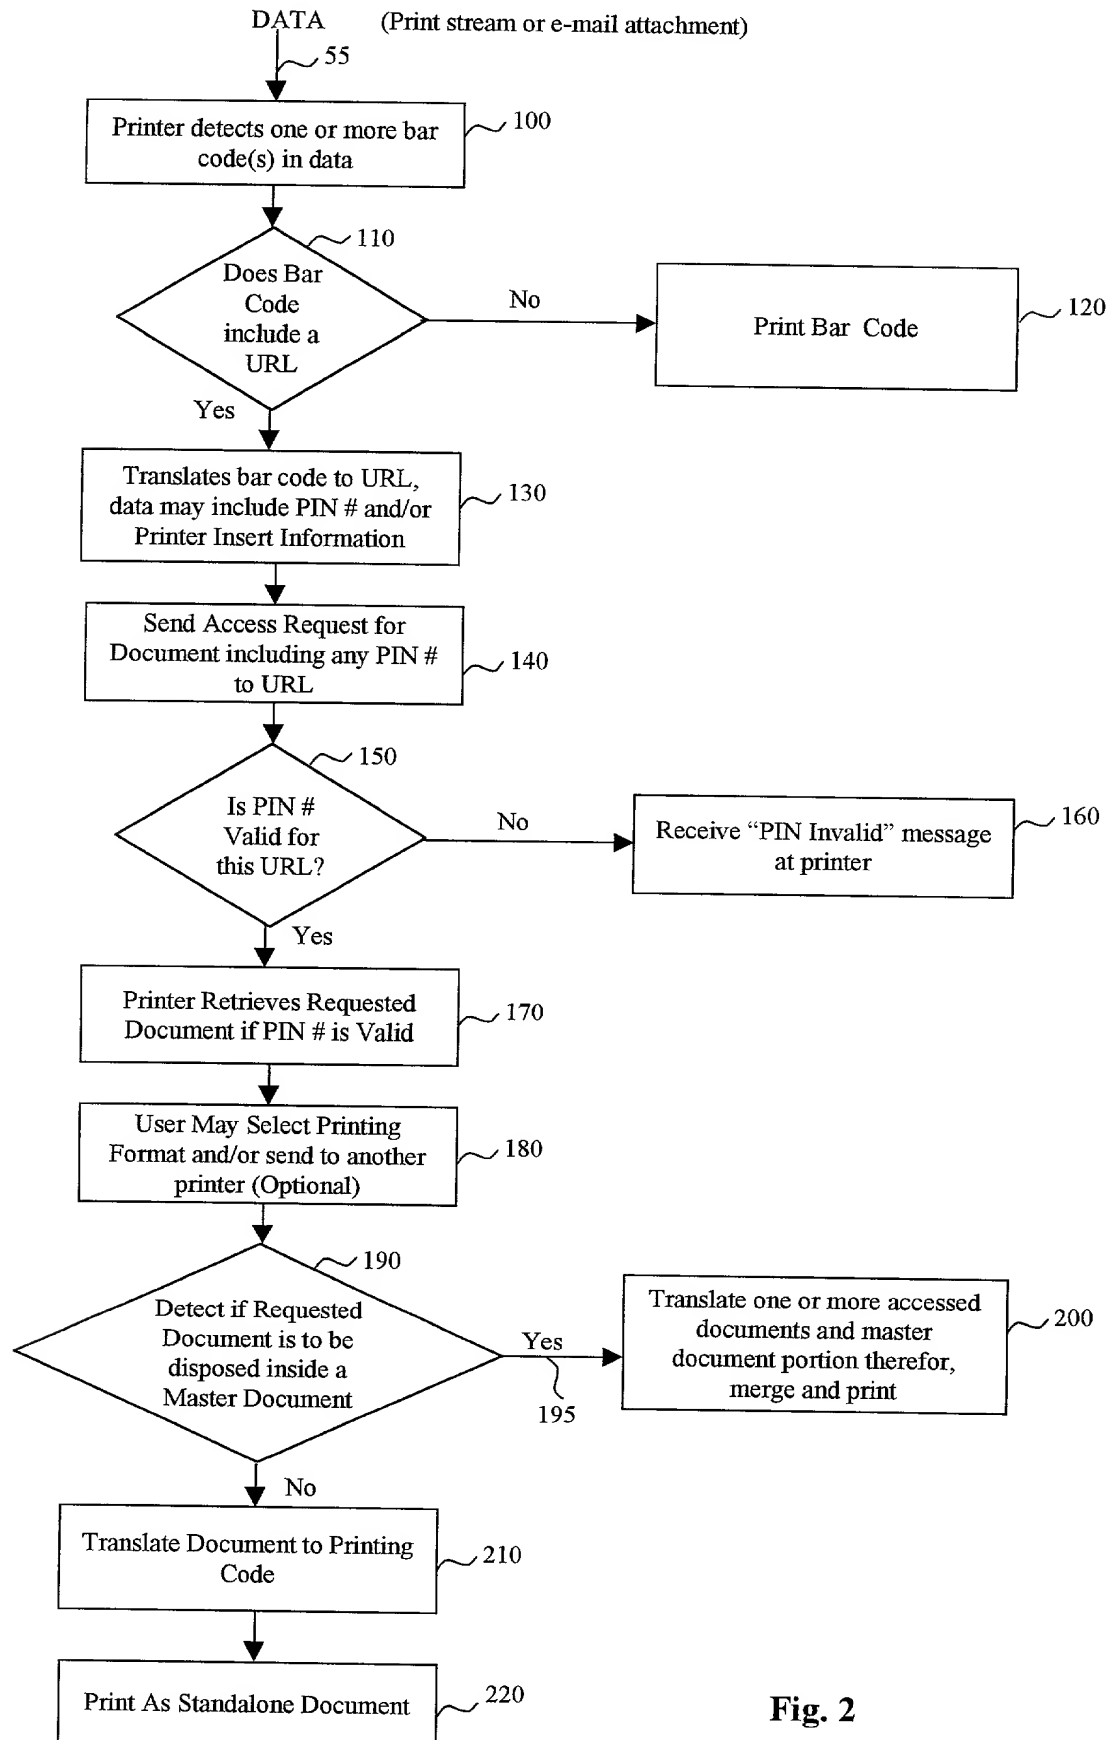 DATA (Print stream or e-mail attachment)
55
Printer detects one or more bar
code(s) in data
100
110
Does Bar
Code
include a
URL
No
Print Bar Code
120
Yes
Translates bar code to URL,
data may include PIN # and/or
Printer Insert Information
130
Send Access Request for
Document including any PIN #
to URL
140
150
Is PIN #
Valid for
this URL?
No
Receive “PIN Invalid” message
at printer
160
Yes
Printer Retrieves Requested
Document if PIN # is Valid
170
User May Select Printing
Format and/or send to another
printer (Optional)
180
190
Detect if Requested
Document is to be
disposed inside a
Master Document
Yes
195
Translate one or more accessed
documents and master
document portion therefor,
merge and print
200
No
Translate Document to Printing
Code
210
Print As Standalone Document
220
Fig. 2